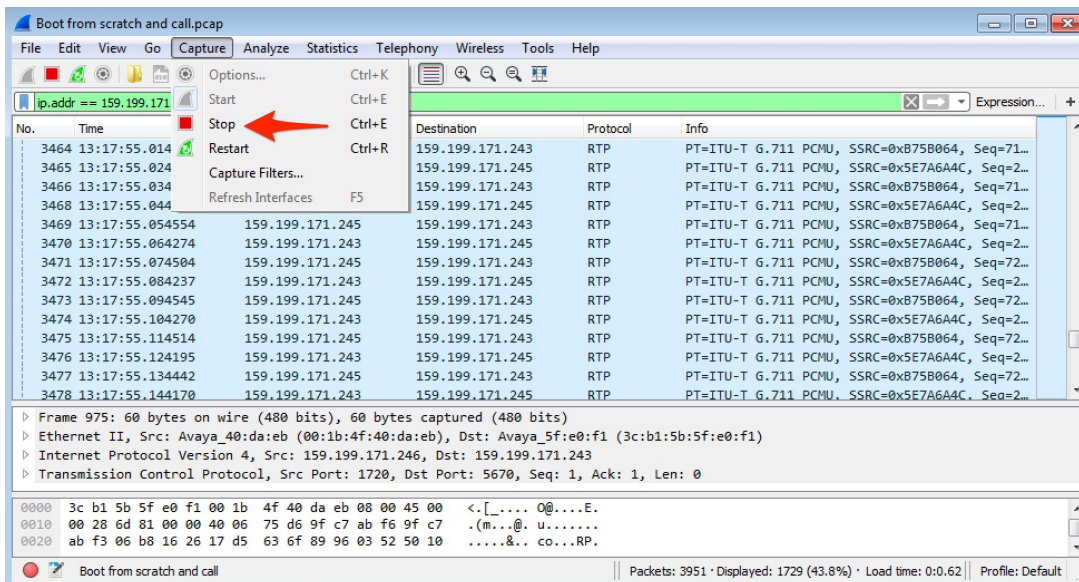 Boot from scratch and call.pcap
File Edit View Go Capture Analyze Statistics Telephony Wireless Tools Help
Options... Ctrl+K
Start Ctrl+E
Stop Ctrl+E
Restart Ctrl+R
Capture Filters...
Refresh Interfaces F5
ip.addr == 159.199.171 Expression... +
No. Time Destination Protocol Info
3464 13:17:55.014 159.199.171.243 RTP PT=ITU-T G.711 PCMU, SSRC=0xB75B064, Seq=71…
3465 13:17:55.024 159.199.171.245 RTP PT=ITU-T G.711 PCMU, SSRC=0x5E7A6A4C, Seq=2…
3466 13:17:55.034 159.199.171.243 RTP PT=ITU-T G.711 PCMU, SSRC=0xB75B064, Seq=71…
3468 13:17:55.044 159.199.171.245 RTP PT=ITU-T G.711 PCMU, SSRC=0x5E7A6A4C, Seq=2…
3469 13:17:55.054554 159.199.171.245 159.199.171.243 RTP PT=ITU-T G.711 PCMU, SSRC=0xB75B064, Seq=71…
3470 13:17:55.064274 159.199.171.243 159.199.171.245 RTP PT=ITU-T G.711 PCMU, SSRC=0x5E7A6A4C, Seq=2…
3471 13:17:55.074504 159.199.171.245 159.199.171.243 RTP PT=ITU-T G.711 PCMU, SSRC=0xB75B064, Seq=72…
3472 13:17:55.084237 159.199.171.243 159.199.171.245 RTP PT=ITU-T G.711 PCMU, SSRC=0x5E7A6A4C, Seq=2…
3473 13:17:55.094545 159.199.171.245 159.199.171.243 RTP PT=ITU-T G.711 PCMU, SSRC=0xB75B064, Seq=72…
3474 13:17:55.104270 159.199.171.243 159.199.171.245 RTP PT=ITU-T G.711 PCMU, SSRC=0x5E7A6A4C, Seq=2…
3475 13:17:55.114514 159.199.171.245 159.199.171.243 RTP PT=ITU-T G.711 PCMU, SSRC=0xB75B064, Seq=72…
3476 13:17:55.124195 159.199.171.243 159.199.171.245 RTP PT=ITU-T G.711 PCMU, SSRC=0x5E7A6A4C, Seq=2…
3477 13:17:55.134442 159.199.171.245 159.199.171.243 RTP PT=ITU-T G.711 PCMU, SSRC=0xB75B064, Seq=72…
3478 13:17:55.144170 159.199.171.243 159.199.171.245 RTP PT=ITU-T G.711 PCMU, SSRC=0x5E7A6A4C, Seq=2…
Frame 975: 60 bytes on wire (480 bits), 60 bytes captured (480 bits)
Ethernet II, Src: Avaya_40:da:eb (00:1b:4f:40:da:eb), Dst: Avaya_5f:e0:f1 (3c:b1:5b:5f:e0:f1)
Internet Protocol Version 4, Src: 159.199.171.246, Dst: 159.199.171.243
Transmission Control Protocol, Src Port: 1720, Dst Port: 5670, Seq: 1, Ack: 1, Len: 0
0000 3c b1 5b 5f e0 f1 00 1b 4f 40 da eb 08 00 45 00 <.[_.... O@....E.
0010 00 28 6d 81 00 00 40 06 75 d6 9f c7 ab f6 9f c7 .(m...@. u.......
0020 ab f3 06 b8 16 26 17 d5 63 6f 89 96 03 52 50 10 .....&.. co...RP.
Boot from scratch and call Packets: 3951 · Displayed: 1729 (43.8%) · Load time: 0:0.62 Profile: Default